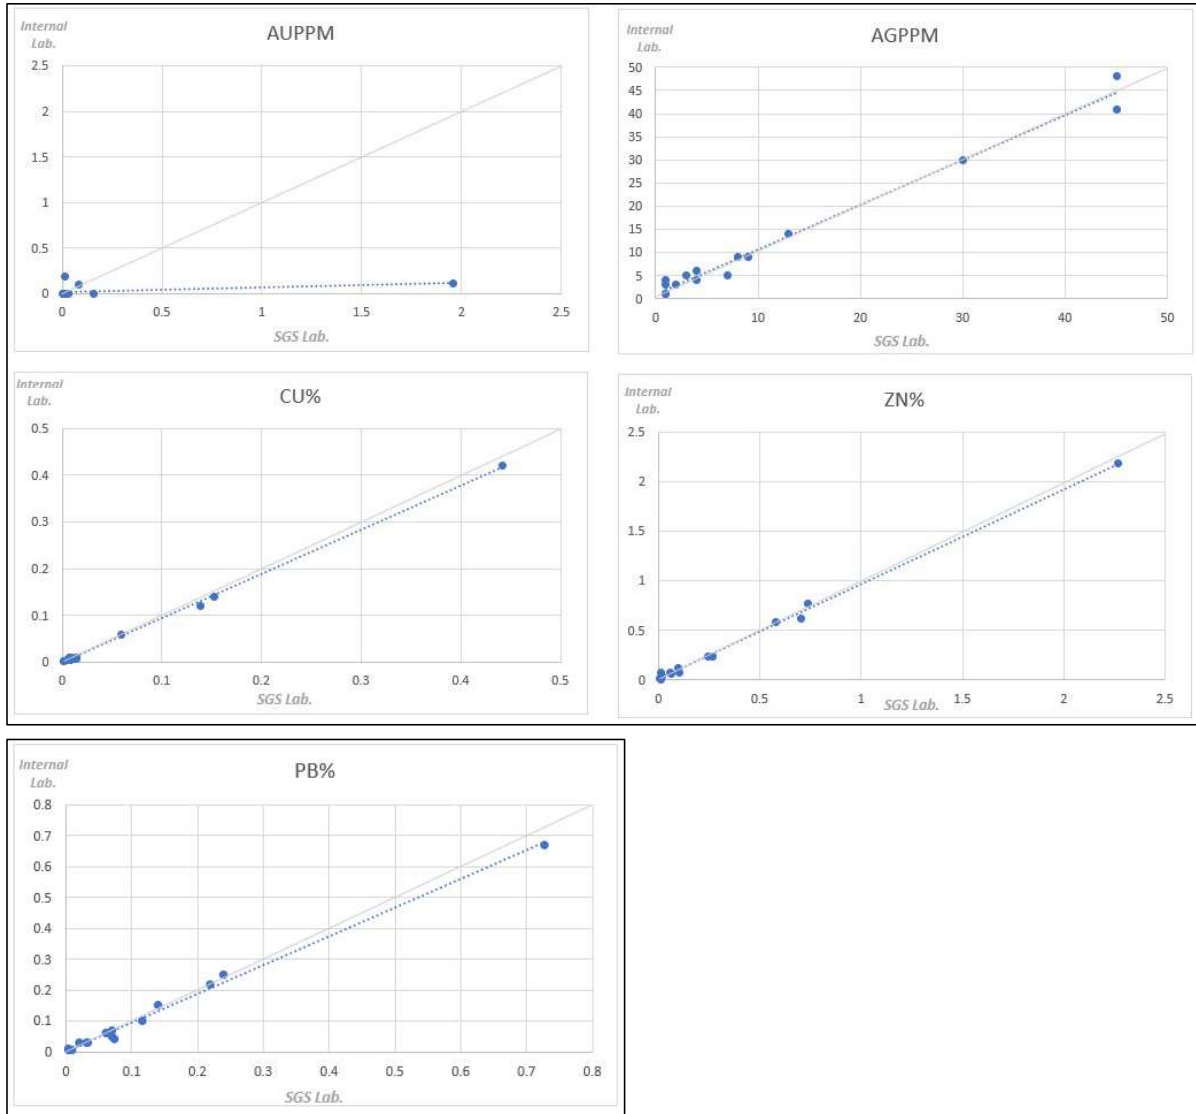 Internal
Lab.
AUPPM
2.5
2
1.5
1
0.5
0
0 0.5 1 1.5 2 2.5
SGS Lab.
Internal
Lab.
AGPPM
50
45
40
35
30
25
20
15
10
5
0
0 10 20 30 40 50
SGS Lab.
Internal
Lab.
CU%
0.5
0.4
0.3
0.2
0.1
0
0 0.1 0.2 0.3 0.4 0.5
SGS Lab.
Internal
Lab.
ZN%
2.5
2
1.5
1
0.5
0
0 0.5 1 1.5 2 2.5
SGS Lab.
Internal
Lab.
PB%
0.8
0.7
0.6
0.5
0.4
0.3
0.2
0.1
0
0 0.1 0.2 0.3 0.4 0.5 0.6 0.7 0.8
SGS Lab.